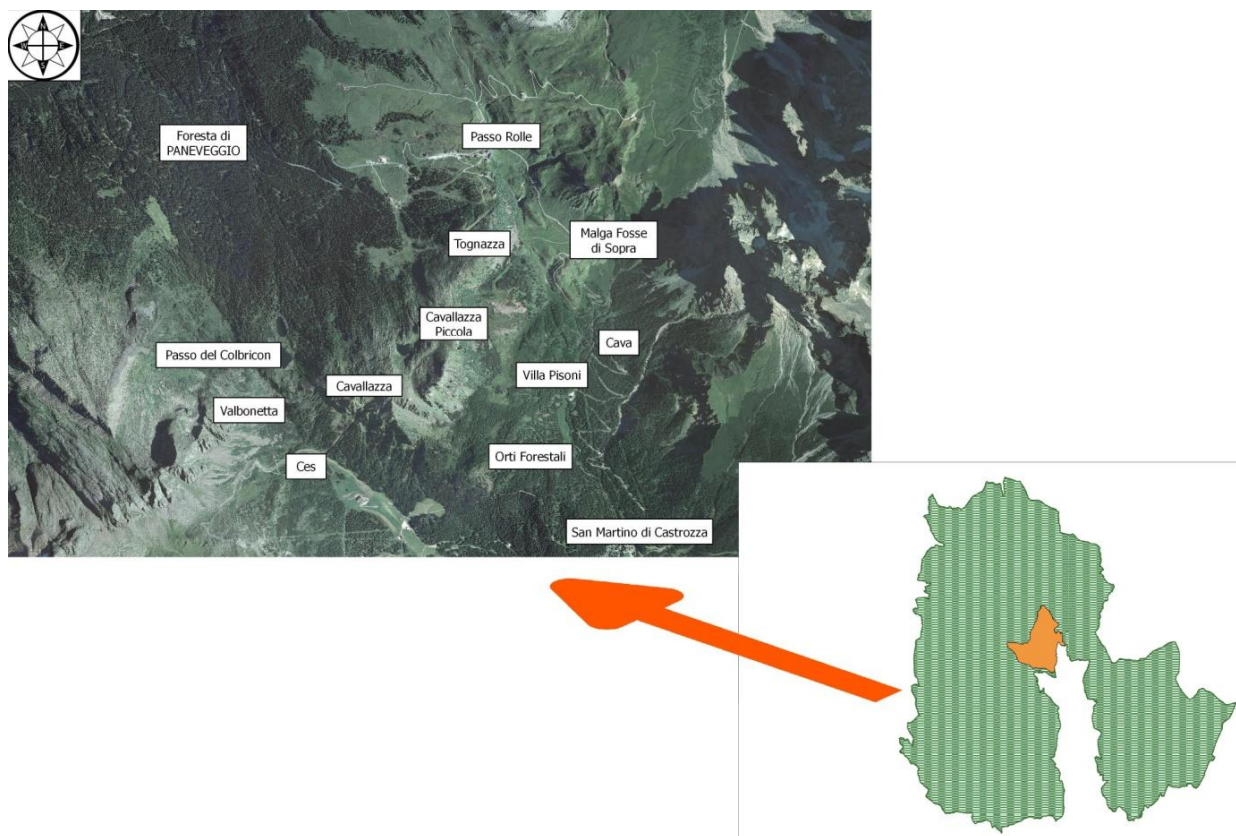 N
W E
S
Foresta di
PANEVEGGIO
Passo Rolle
Tognazza
Malga Fosse
di Sopra
Cavallazza
Piccola
Cava
Passo del Colbricon
Villa Pisoni
Cavallazza
Valbonetta
Orti Forestali
Ces
San Martino di Castrozza